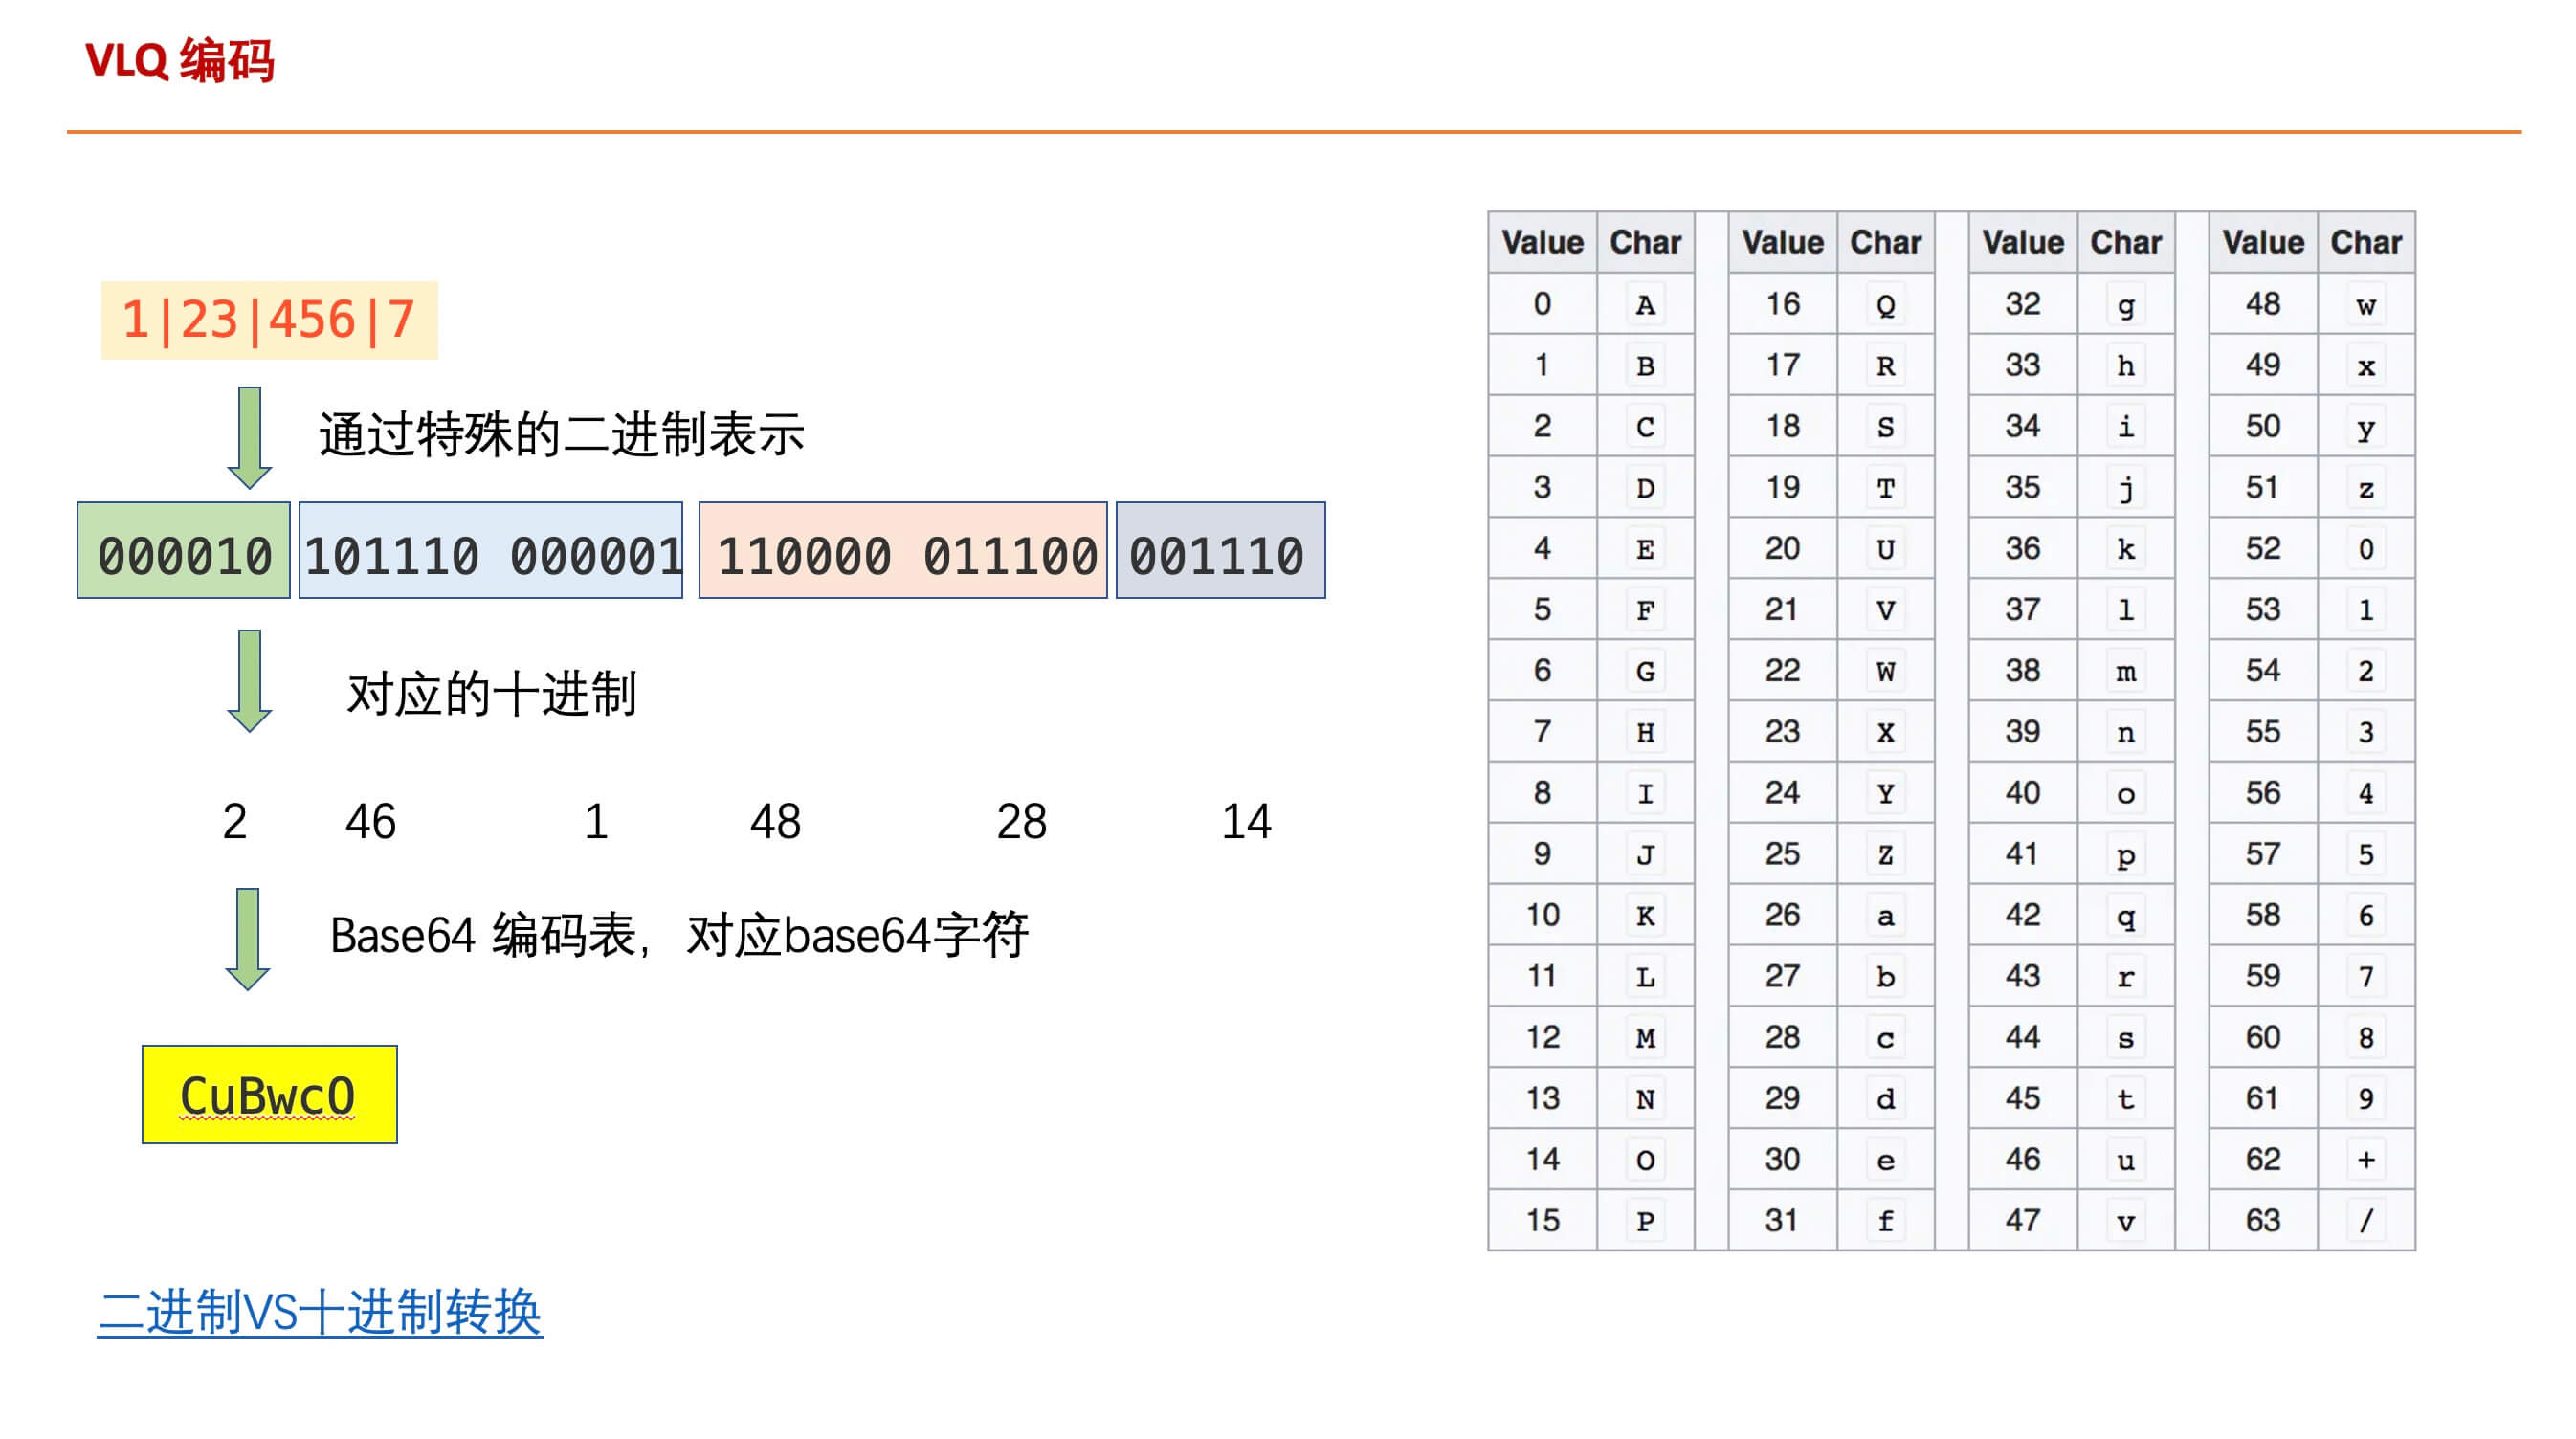 VLQ 编码
1|23|456|7
通过特殊的二进制表示
000010 101110 000001 110000 011100 001110
对应的十进制
2 46 1 48 28 14
Base64 编码表，对应base64字符
CuBwcO
二进制VS十进制转换
Value Char Value Char Value Char Value Char
0 A 16 Q 32 g 48 w
1 B 17 R 33 h 49 x
2 C 18 S 34 i 50 y
3 D 19 T 35 j 51 z
4 E 20 U 36 k 52 0
5 F 21 V 37 l 53 1
6 G 22 W 38 m 54 2
7 H 23 X 39 n 55 3
8 I 24 Y 40 o 56 4
9 J 25 Z 41 p 57 5
10 K 26 a 42 q 58 6
11 L 27 b 43 r 59 7
12 M 28 c 44 s 60 8
13 N 29 d 45 t 61 9
14 O 30 e 46 u 62 +
15 P 31 f 47 v 63 /